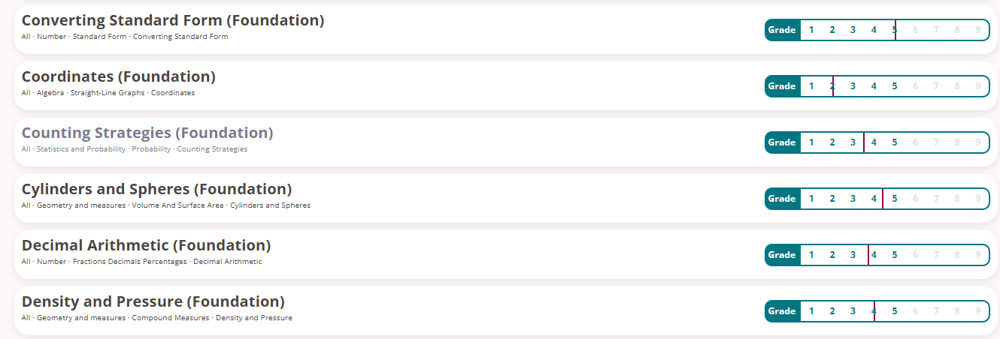 Converting Standard Form (Foundation)
All · Number · Standard Form · Converting Standard Form
Grade 1 2 3 4 5 6 7 8 9
Coordinates (Foundation)
All · Algebra · Straight-Line Graphs · Coordinates
Grade 1 2 3 4 5 6 7 8 9
Counting Strategies (Foundation)
All · Statistics and Probability · Probability · Counting Strategies
Grade 1 2 3 4 5 6 7 8 9
Cylinders and Spheres (Foundation)
All · Geometry and measures · Volume And Surface Area · Cylinders and Spheres
Grade 1 2 3 4 5 6 7 8 9
Decimal Arithmetic (Foundation)
All · Number · Fractions Decimals Percentages · Decimal Arithmetic
Grade 1 2 3 4 5 6 7 8 9
Density and Pressure (Foundation)
All · Geometry and measures · Compound Measures · Density and Pressure
Grade 1 2 3 4 5 6 7 8 9